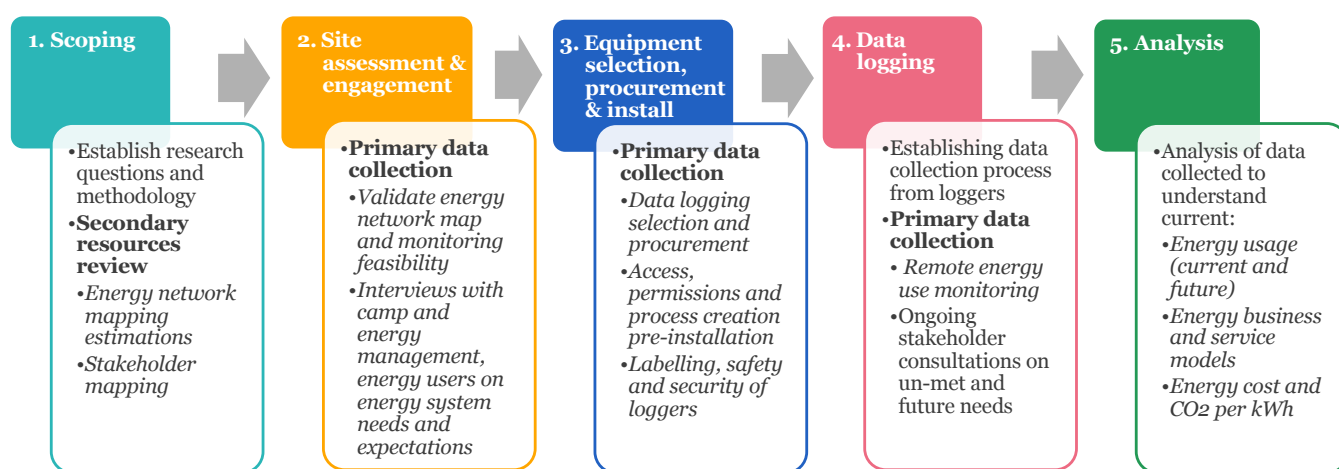 1. Scoping
•Establish research
questions and
methodology
•Secondary
resources
review
•Energy network
mapping
estimations
•Stakeholder
mapping
2. Site
assessment &
engagement
•Primary data
collection
•Validate energy
network map
and monitoring
feasibility
•Interviews with
camp and
energy
management,
energy users on
energy system
needs and
expectations
3. Equipment
selection,
procurement
& install
•Primary data
collection
•Data logging
selection and
procurement
•Access,
permissions and
process creation
pre-installation
•Labelling, safety
and security of
loggers
4. Data
logging
•Establishing data
collection process
from loggers
•Primary data
collection
• Remote energy
use monitoring
•Ongoing
stakeholder
consultations on
un-met and
future needs
5. Analysis
•Analysis of data
collected to
understand
current:
•Energy usage
(current and
future)
•Energy business
and service
models
•Energy cost and
CO2 per kWh